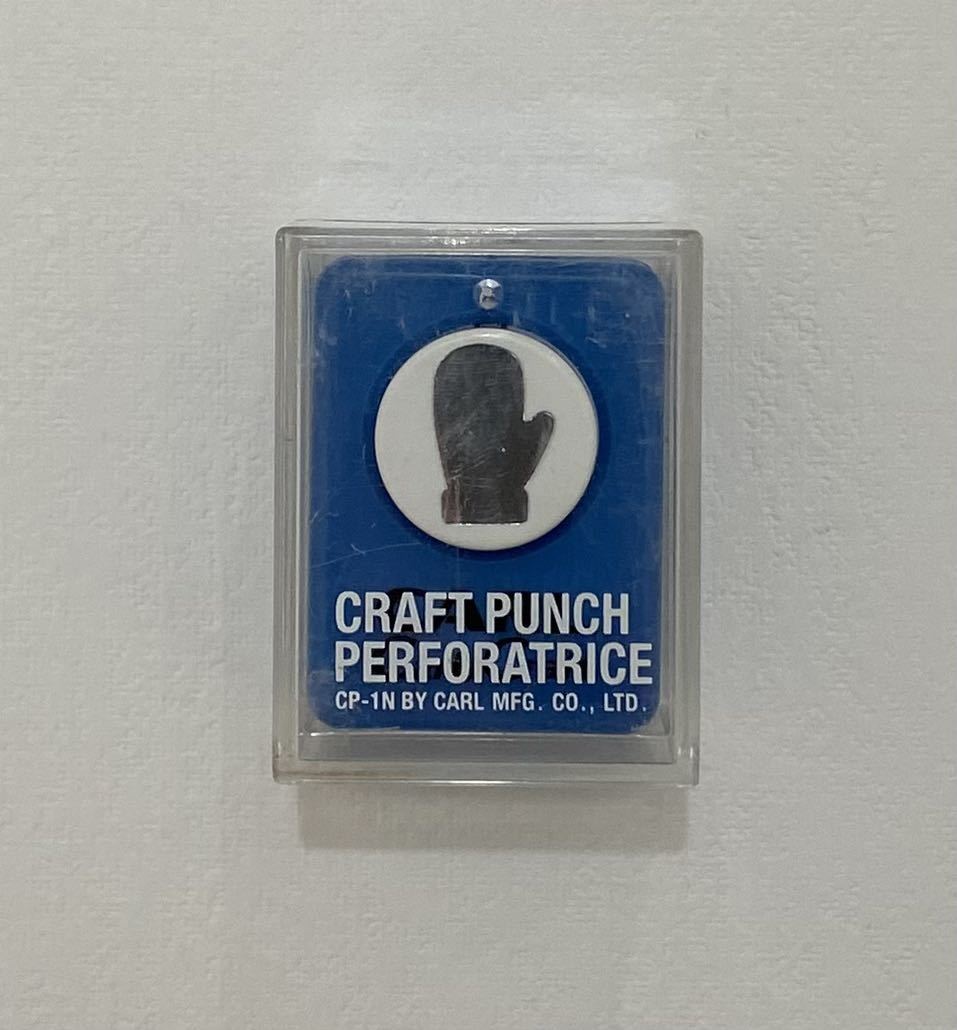 CRAFT PUNCH
PERFORATRICE
CP-1N BY CARL MFG. CO., LTD.